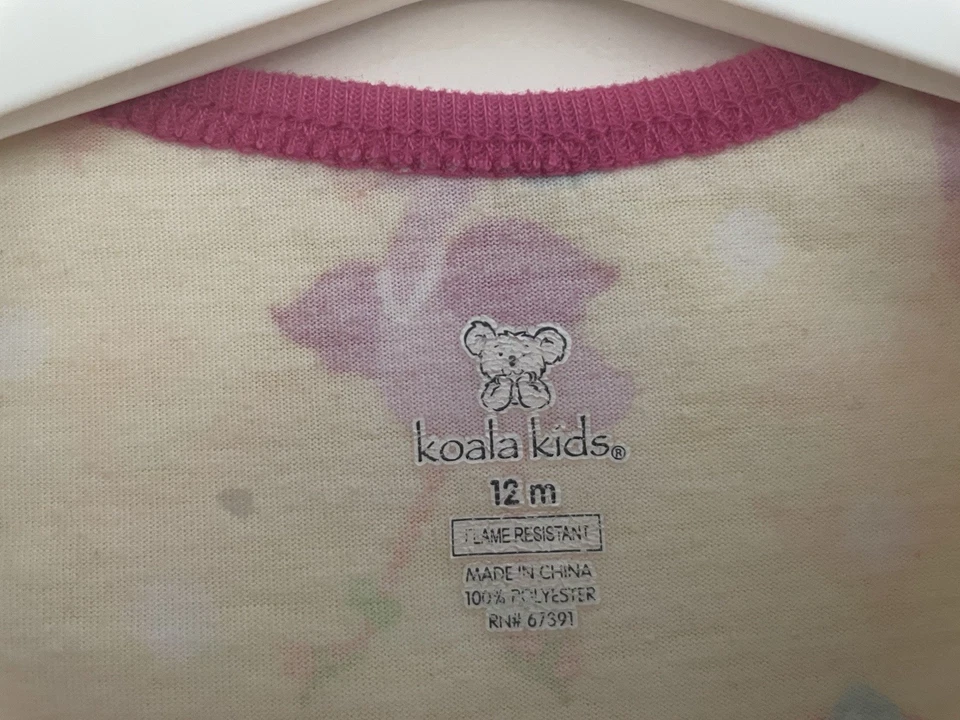 koala kids®
12 m
FLAME RESISTANT
MADE IN CHINA
100% POLYESTER
RN# 67391